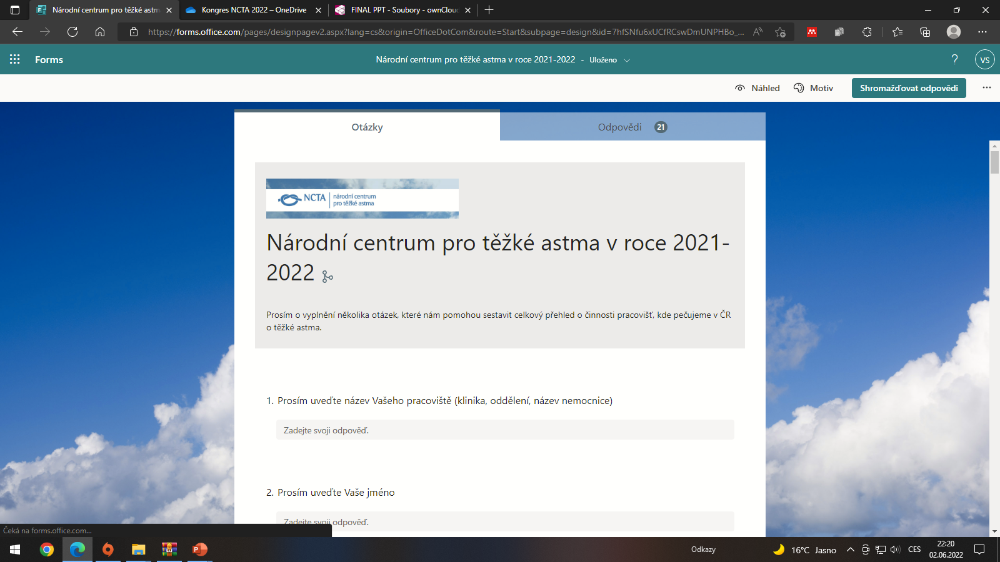 Národní centrum pro těžké astm
Kongres NCTA 2022 – OneDrive
FINAL PPT - Soubory - ownCloud
https://forms.office.com/pages/designpagev2.aspx?lang=cs&origin=OfficeDotCom&route=Start&subpage=design&id=7hfSNfu6xUCfRCswDmUNPHBo_...
Forms
Národní centrum pro těžké astma v roce 2021-2022 - Uloženo
?
VS
Náhled
Motiv
Shromažďovat odpovědi
Otázky
Odpovědi 21
NCTA
národní centrum
pro těžké astma
Národní centrum pro těžké astma v roce 2021-
2022
Prosím o vyplnění několika otázek, které nám pomohou sestavit celkový přehled o činnosti pracovišť, kde pečujeme v ČR
o těžké astma.
1. Prosím uveďte název Vašeho pracoviště (klinika, oddělení, název nemocnice)
Zadejte svoji odpověď.
2. Prosím uveďte Vaše jméno
Zadejte svoji odpověď.
Čeká na forms.office.com...
Odkazy
16°C Jasno
CES
22:20
02.06.2022